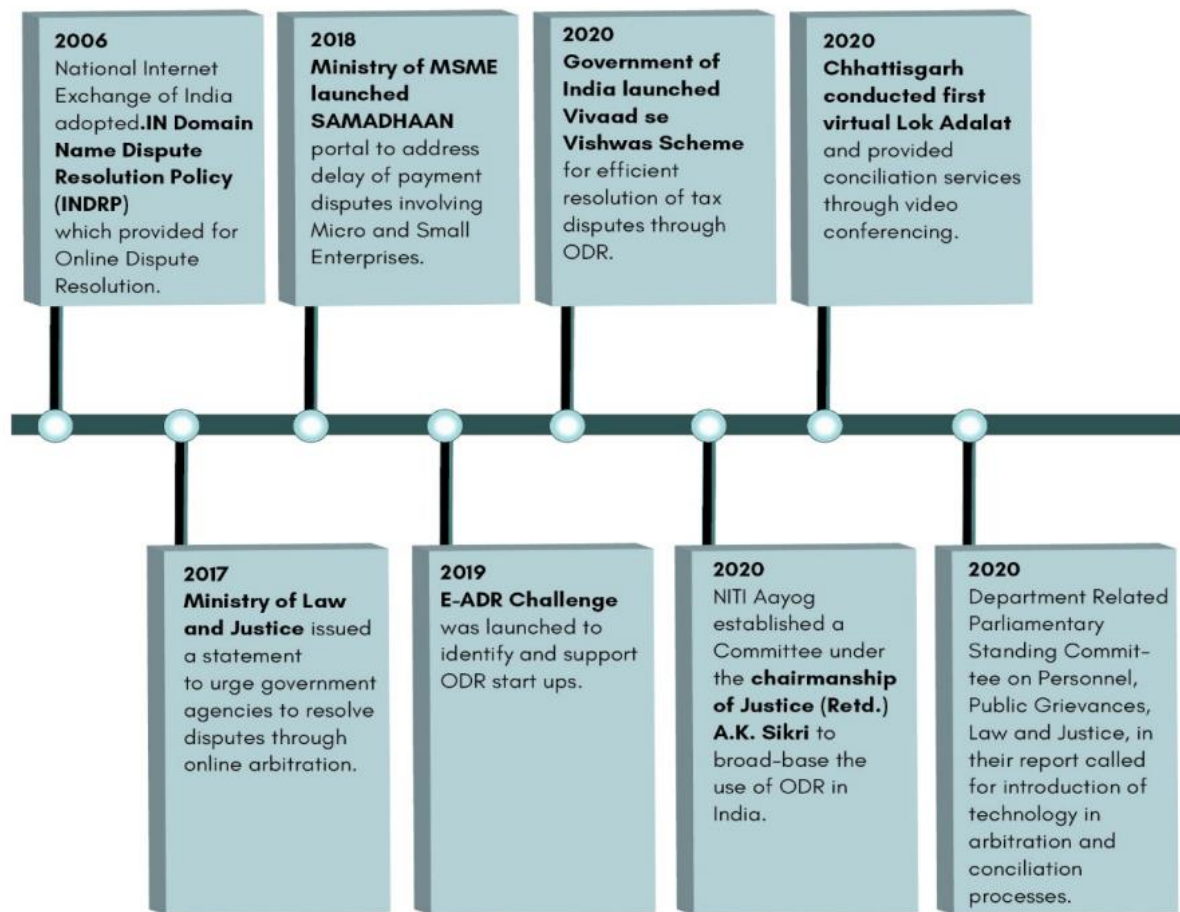 2006
National Internet
Exchange of India
adopted.IN Domain
Name Dispute
Resolution Policy
(INDRP)
which provided for
Online Dispute
Resolution.
2017
Ministry of Law
and Justice issued
a statement
to urge government
agencies to resolve
disputes through
online arbitration.
2018
Ministry of MSME
launched
SAMADHAAN
portal to address
delay of payment
disputes involving
Micro and Small
Enterprises.
2019
E-ADR Challenge
was launched to
identify and support
ODR start ups.
2020
Government of
India launched
Vivaad se
Vishwas Scheme
for efficient
resolution of tax
disputes through
ODR.
2020
NITI Aayog
established a
Committee under
the chairmanship
of Justice (Retd.)
A.K. Sikri to
broad-base the
use of ODR in
India.
2020
Chhattisgarh
conducted first
virtual Lok Adalat
and provided
conciliation services
through video
conferencing.
2020
Department Related
Parliamentary
Standing Commit-
tee on Personnel,
Public Grievances,
Law and Justice, in
their report called
for introduction of
technology in
arbitration and
conciliation
processes.